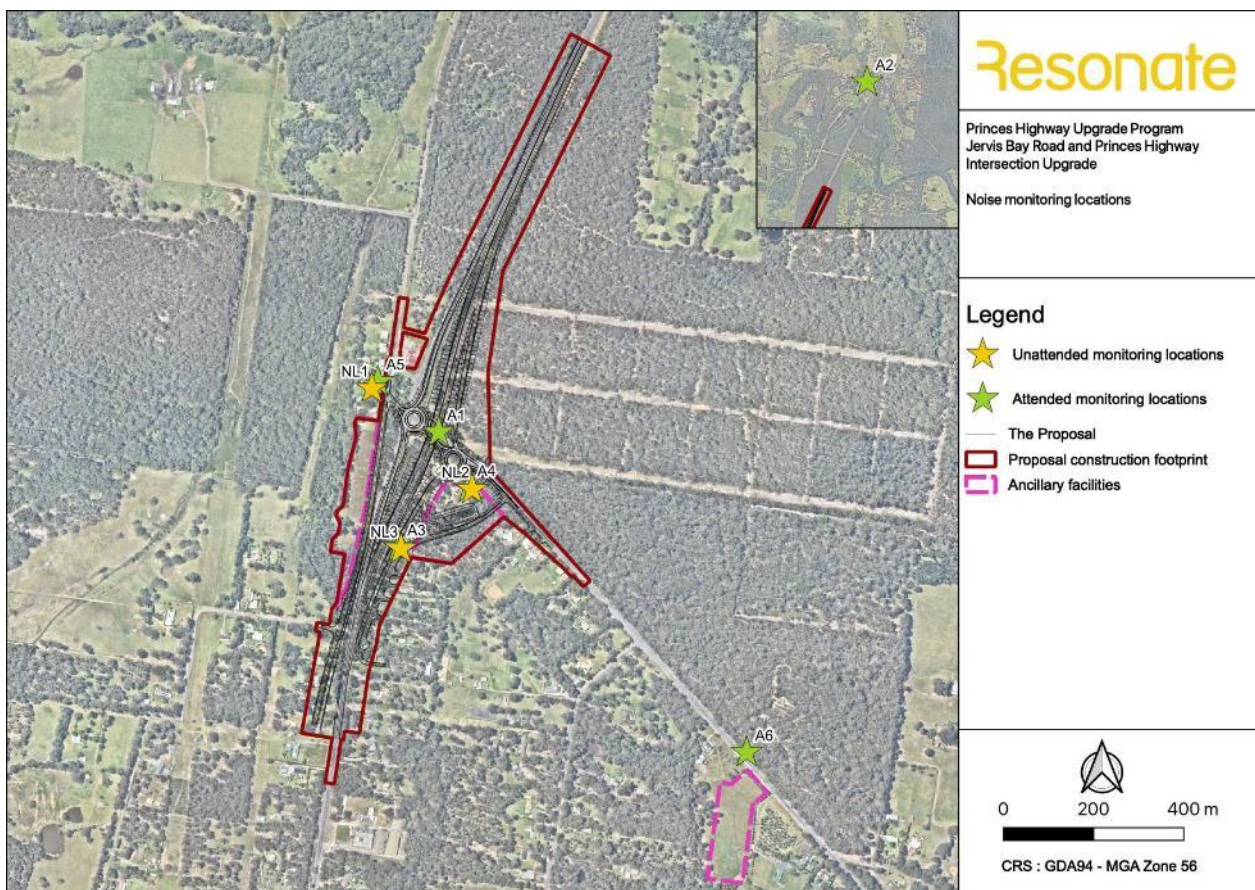 A2
A5
NL1
A1
NL2
A4
NL3
A3
A6
Resonate
Princes Highway Upgrade Program
Jervis Bay Road and Princes Highway
Intersection Upgrade
Noise monitoring locations
Legend
Unattended monitoring locations
Attended monitoring locations
The Proposal
Proposal construction footprint
Ancillary facilities
0 200 400 m
CRS : GDA94 - MGA Zone 56